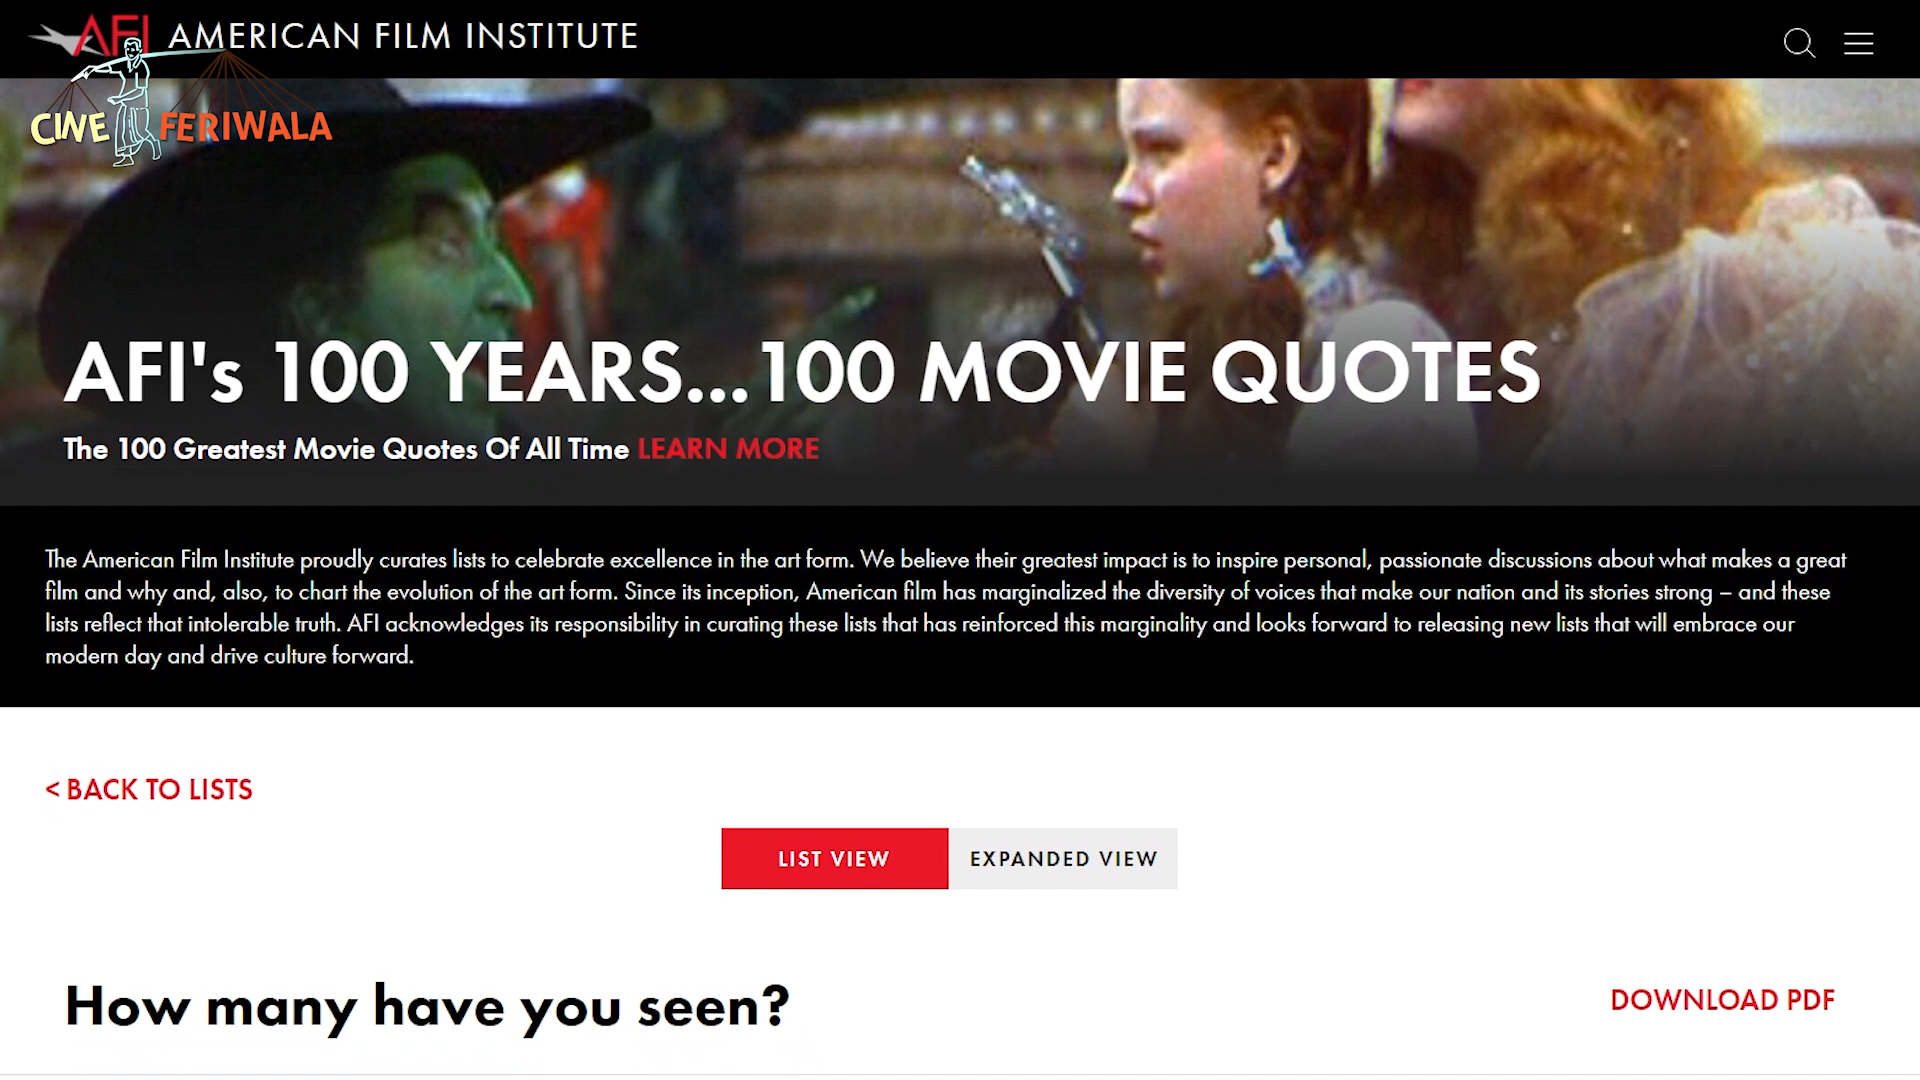 AFI AMERICAN FILM INSTITUTE
CINE FERIWALA
AFI's 100 YEARS...100 MOVIE QUOTES
The 100 Greatest Movie Quotes Of All Time LEARN MORE
The American Film Institute proudly curates lists to celebrate excellence in the art form. We believe their greatest impact is to inspire personal, passionate discussions about what makes a great
film and why and, also, to chart the evolution of the art form. Since its inception, American film has marginalized the diversity of voices that make our nation and its stories strong – and these
lists reflect that intolerable truth. AFI acknowledges its responsibility in curating these lists that has reinforced this marginality and looks forward to releasing new lists that will embrace our
modern day and drive culture forward.
< BACK TO LISTS
LIST VIEW EXPANDED VIEW
How many have you seen?
DOWNLOAD PDF